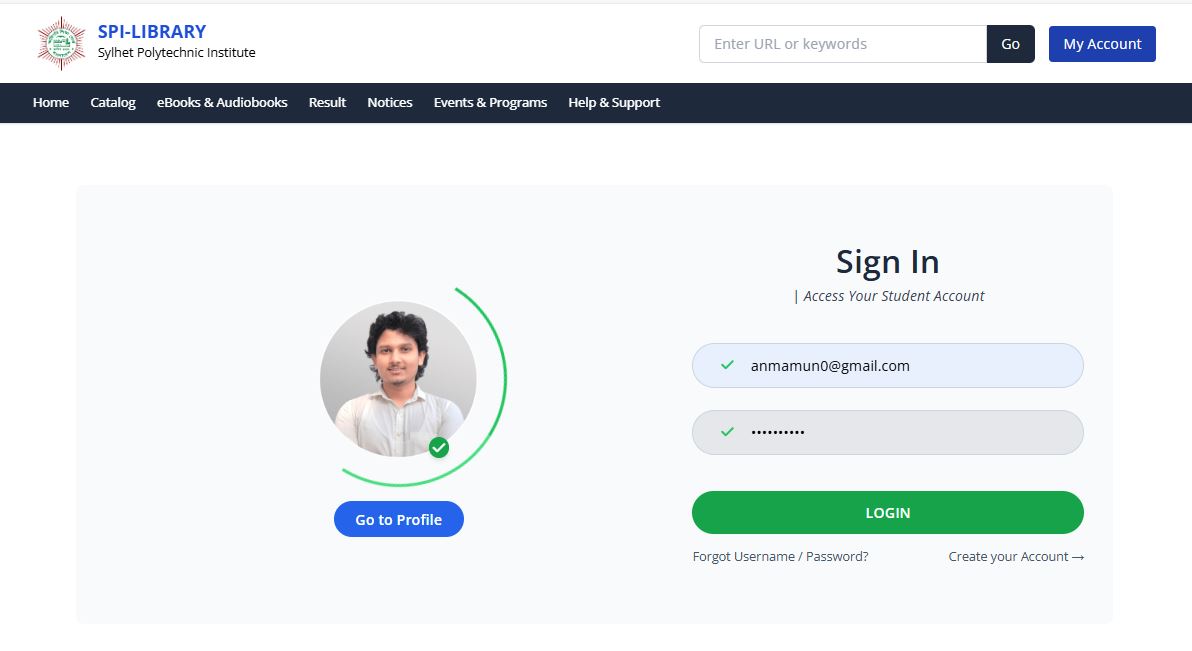 SPI-LIBRARY
Sylhet Polytechnic Institute
Enter URL or keywords
Go
My Account
Home
Catalog
eBooks & Audiobooks
Result
Notices
Events & Programs
Help & Support
Sign In
| Access Your Student Account
anmamun0@gmail.com
••••••••••
LOGIN
Go to Profile
Forgot Username / Password?
Create your Account →